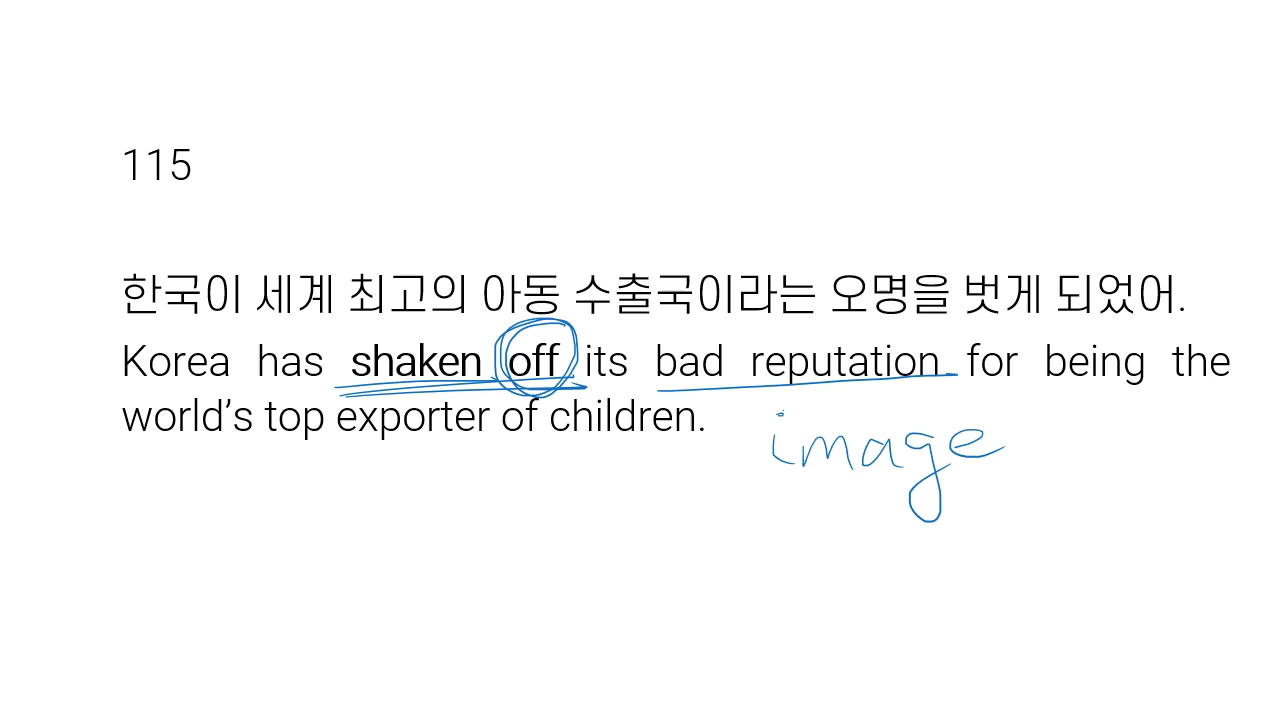 115
한국이 세계 최고의 아동 수출국이라는 오명을 벗게 되었어.
Korea has shaken off its bad reputation for being the
world’s top exporter of children.
image